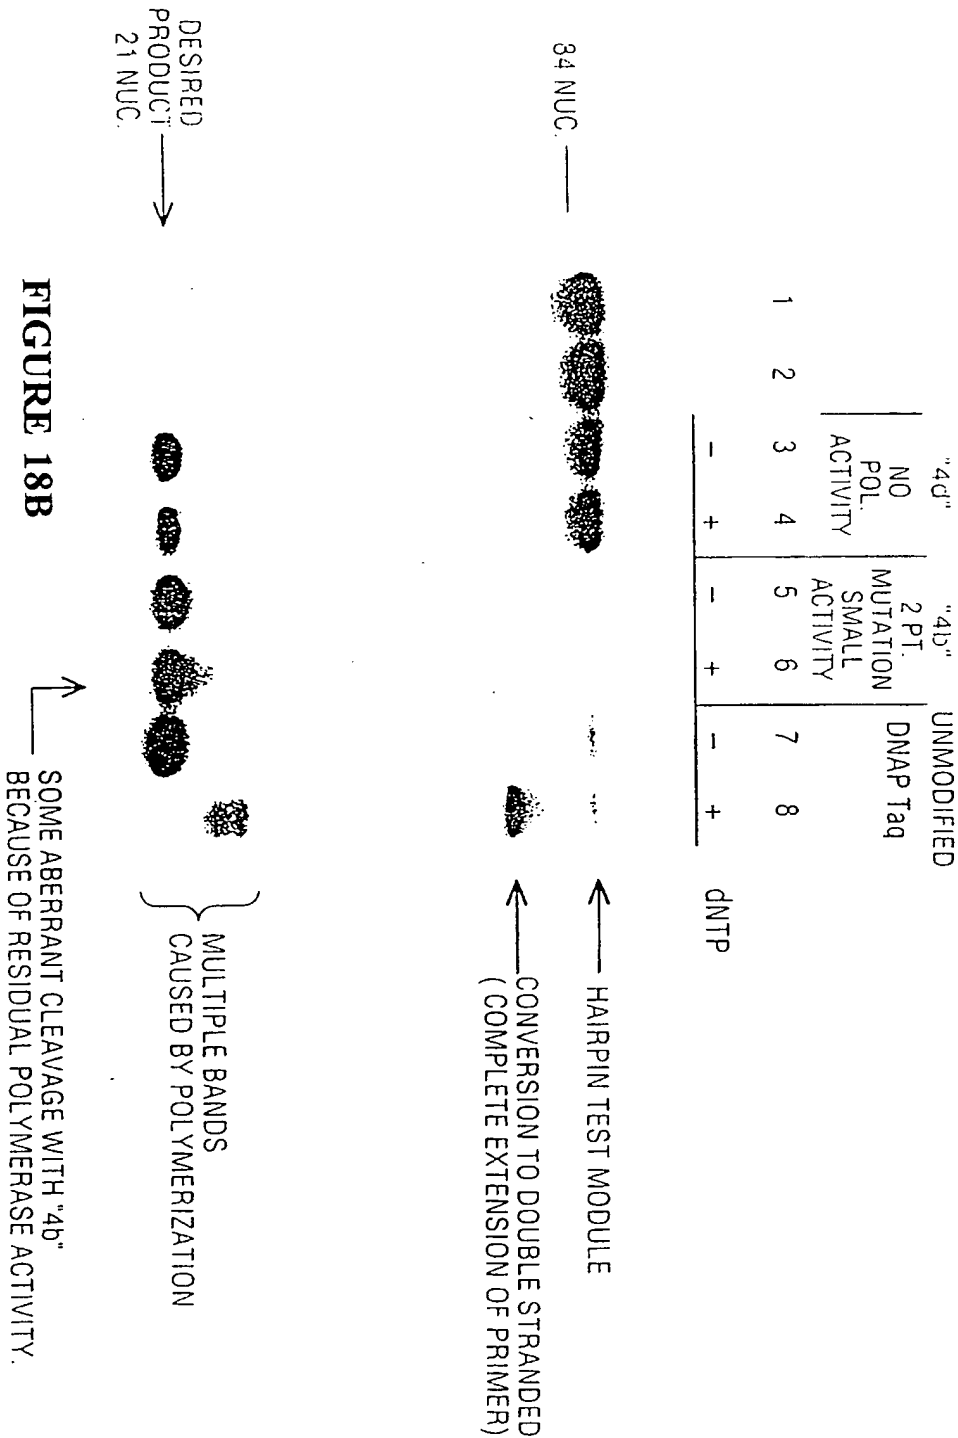 UNMODIFIED
"4d"
"4b"
DNAP Taq
NO
POL.
ACTIVITY
2 PT.
MUTATION
SMALL
ACTIVITY
1 2 3 4 5 6 7 8
− + − + − + dNTP
84 NUC.
HAIRPIN TEST MODULE
CONVERSION TO DOUBLE STRANDED
( COMPLETE EXTENSION OF PRIMER)
MULTIPLE BANDS
CAUSED BY POLYMERIZATION
DESIRED
PRODUCT
21 NUC.
SOME ABERRANT CLEAVAGE WITH "4b"
BECAUSE OF RESIDUAL POLYMERASE ACTIVITY.
FIGURE 18B